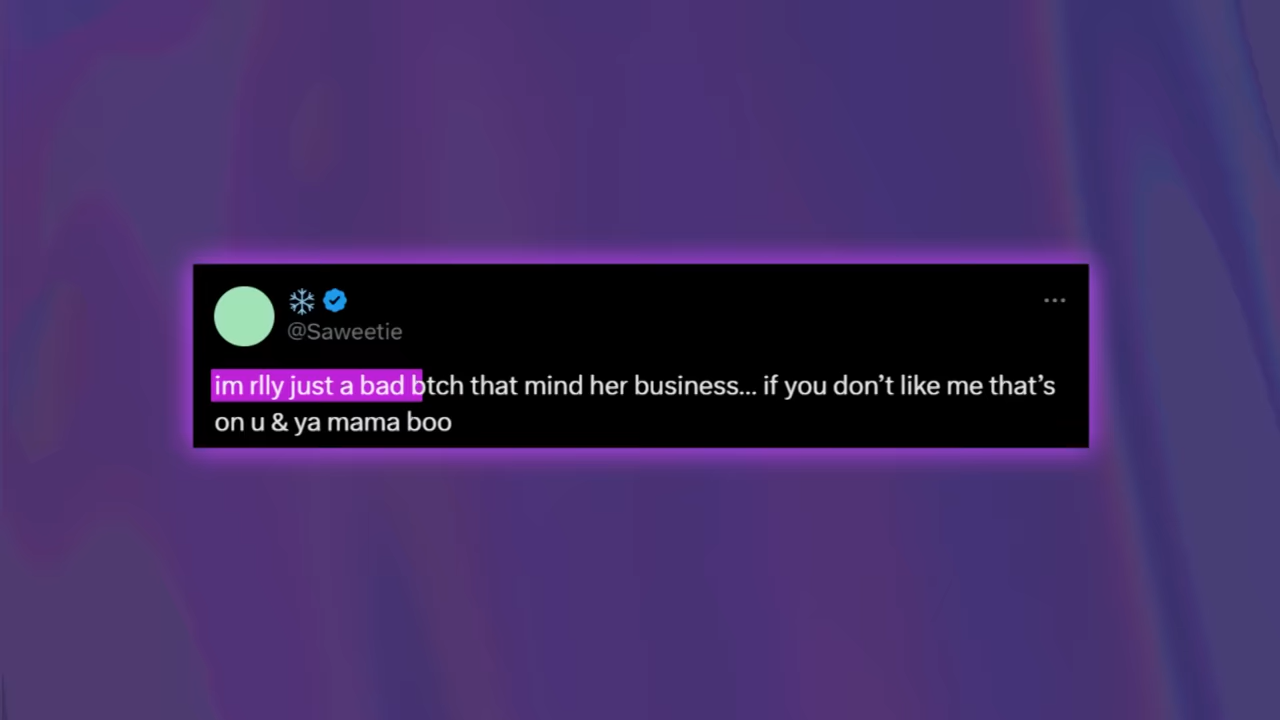 ❄️
@Saweetie
im rlly just a bad btch that mind her business... if you don’t like me that’s
on u & ya mama boo